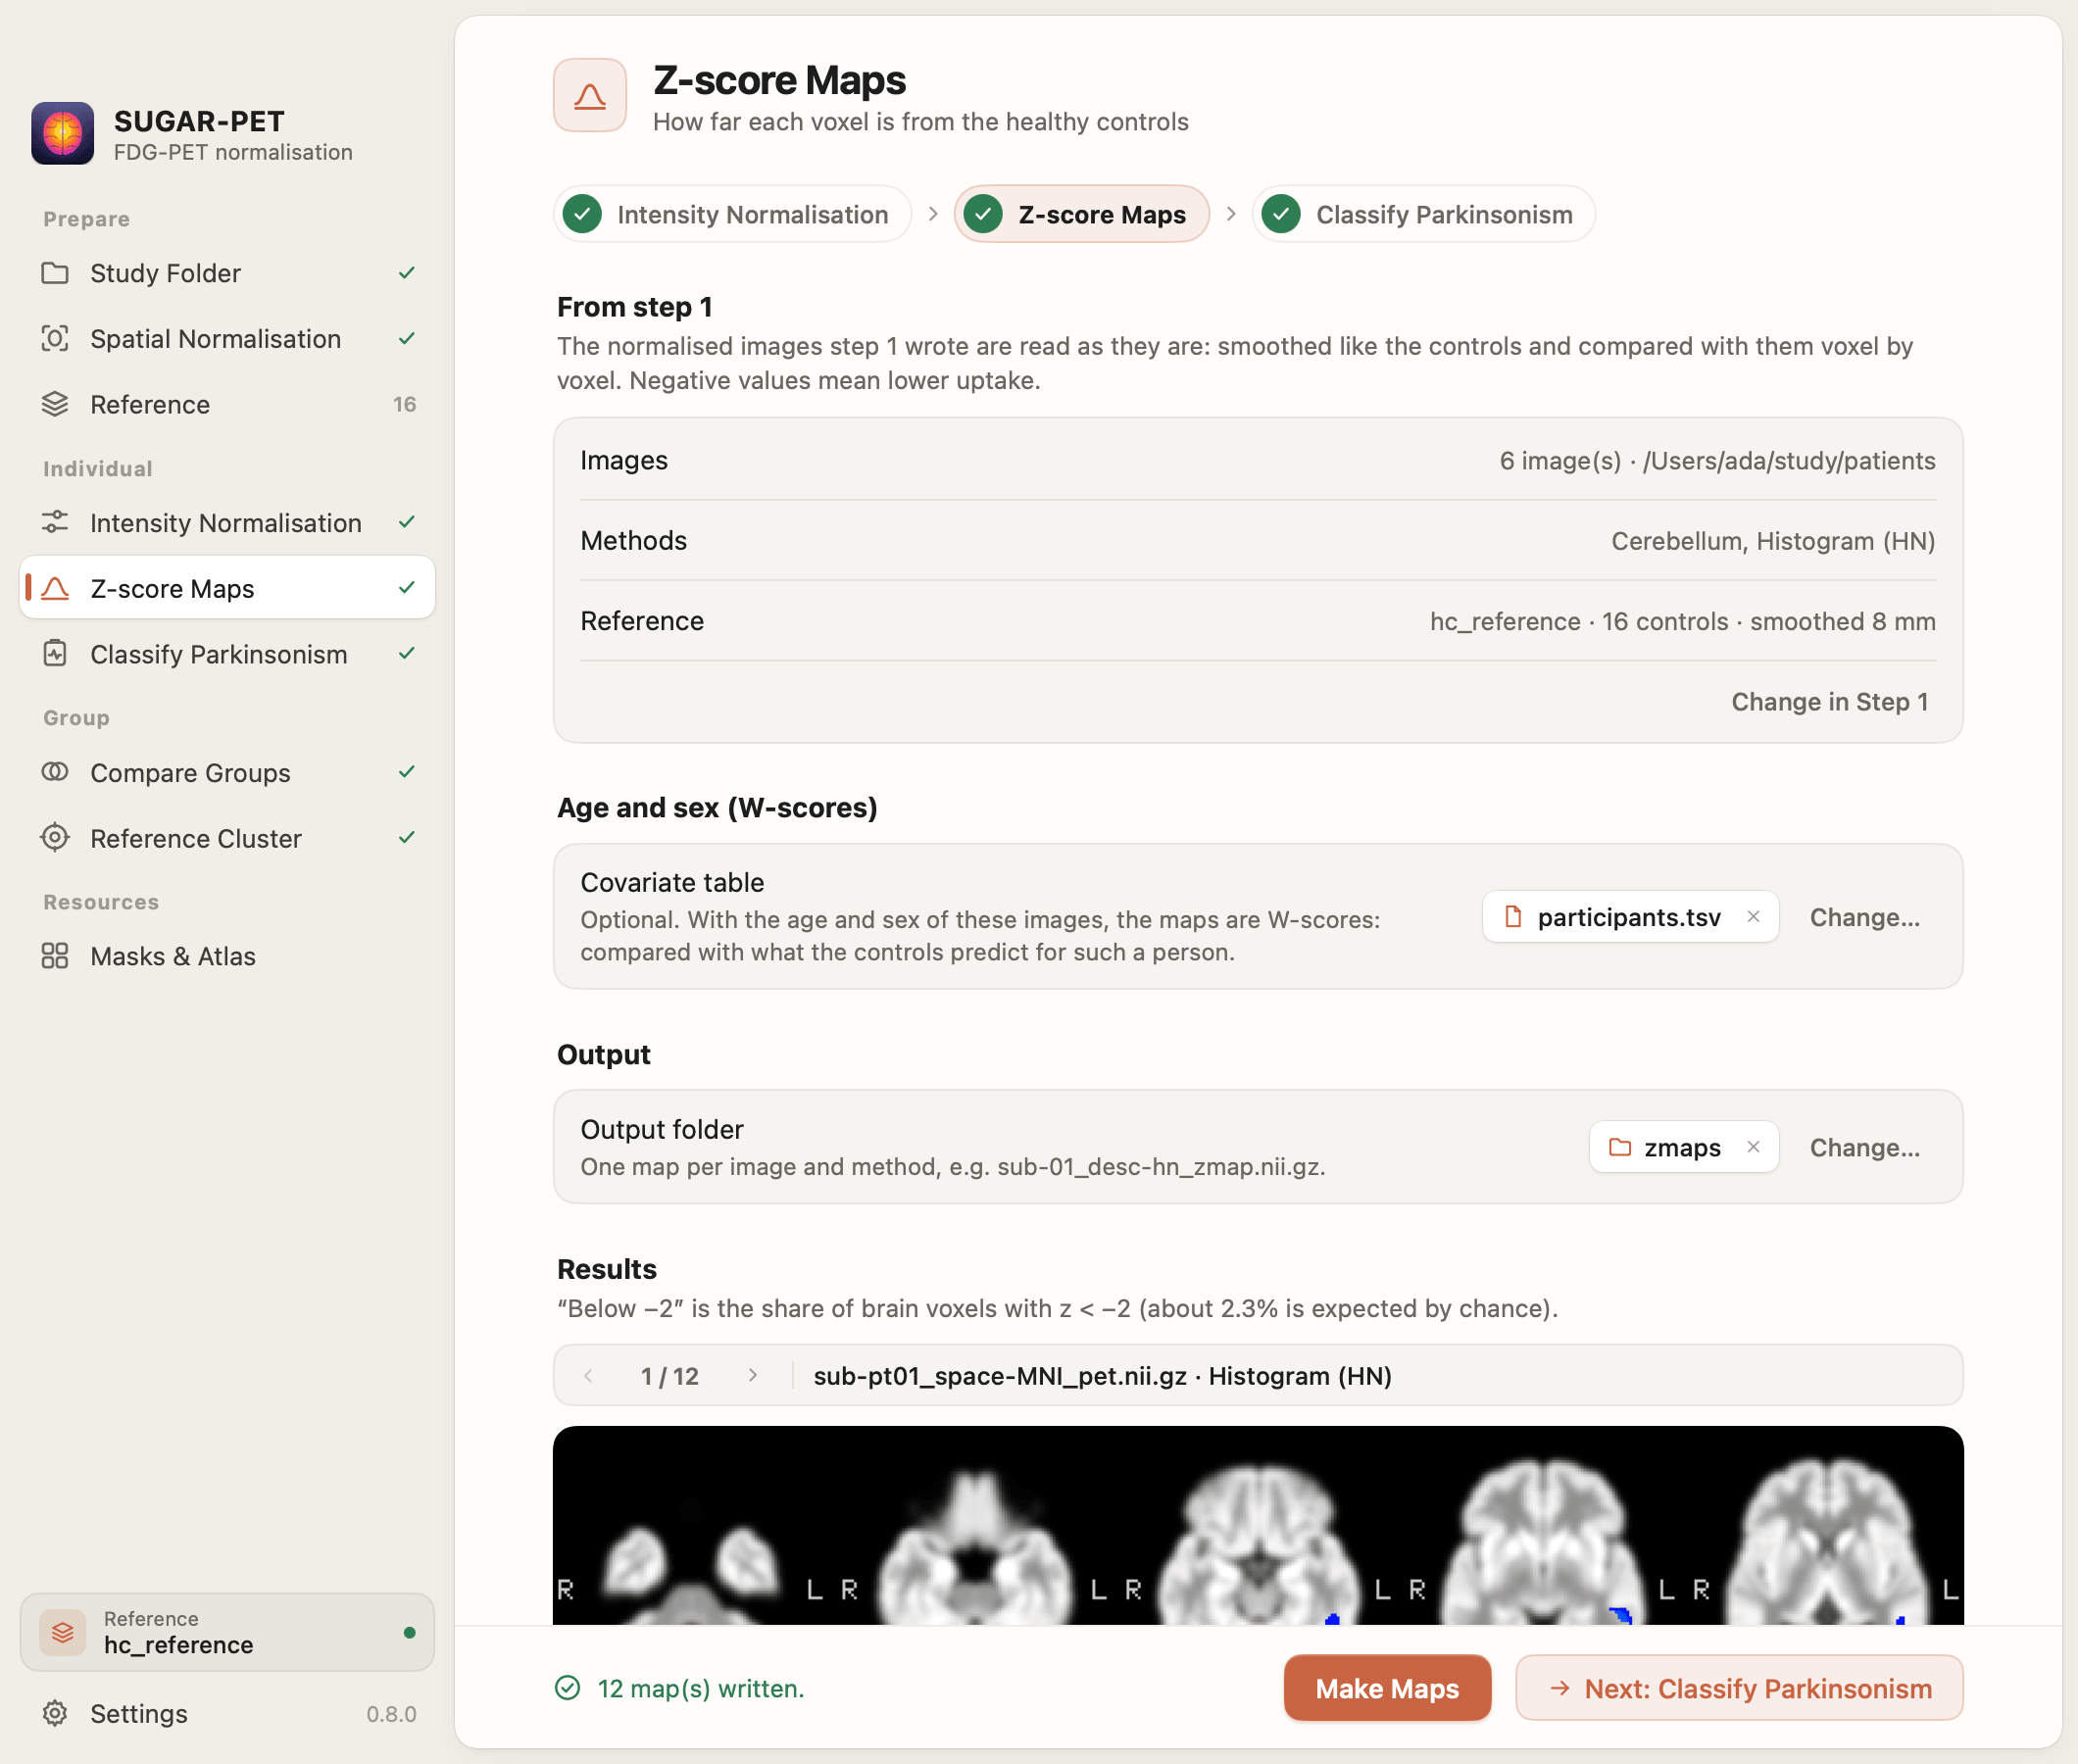 SUGAR-PET
FDG-PET normalisation
Prepare
Study Folder
Spatial Normalisation
Reference 16
Individual
Intensity Normalisation
Z-score Maps
Classify Parkinsonism
Group
Compare Groups
Reference Cluster
Resources
Masks & Atlas
Reference
hc_reference
Settings 0.8.0
Z-score Maps
How far each voxel is from the healthy controls
Intensity Normalisation Z-score Maps Classify Parkinsonism
From step 1
The normalised images step 1 wrote are read as they are: smoothed like the controls and compared with them voxel by
voxel. Negative values mean lower uptake.
Images 6 image(s) · /Users/ada/study/patients
Methods Cerebellum, Histogram (HN)
Reference hc_reference · 16 controls · smoothed 8 mm
Change in Step 1
Age and sex (W-scores)
Covariate table
Optional. With the age and sex of these images, the maps are W-scores:
compared with what the controls predict for such a person.
participants.tsv Change...
Output
Output folder
One map per image and method, e.g. sub-01_desc-hn_zmap.nii.gz.
zmaps Change...
Results
“Below −2” is the share of brain voxels with z < −2 (about 2.3% is expected by chance).
1 / 12 sub-pt01_space-MNI_pet.nii.gz · Histogram (HN)
R L R L R L R L R L
12 map(s) written.
Make Maps
Next: Classify Parkinsonism